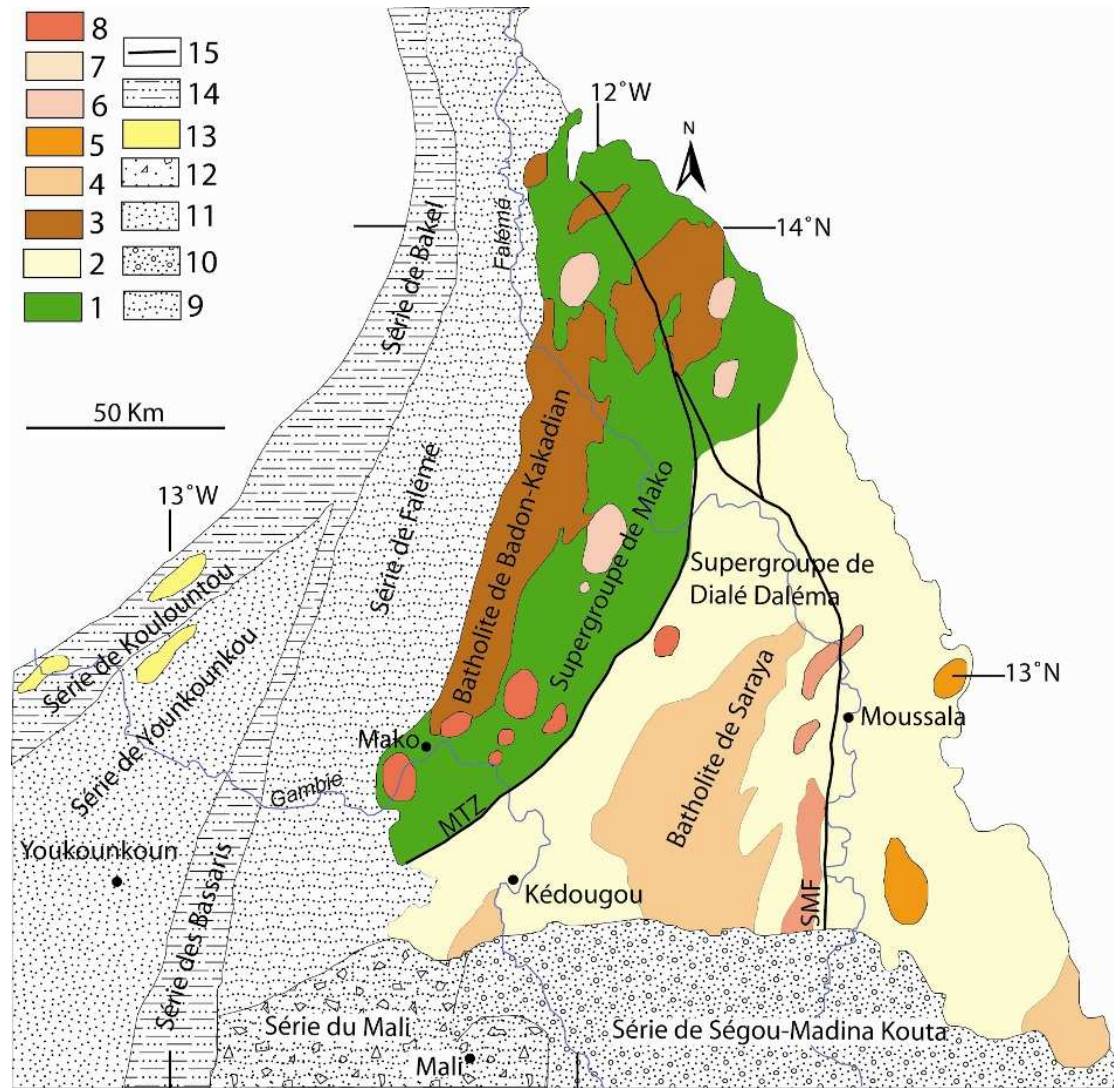 8
7
6
5
4
3
2
1
15
14
13
12
11
10
9
12°W
N
14°N
Falémé
Série de Bakel
50 Km
13°W
Série de Falémé
Batholite de Badon-Kakadian
Supergroupe de Mako
Supergroupe de
Dialé Daléma
Série de Koulountou
Série de Younkounkou
13°N
Moussala
Batholite de Saraya
Mako
Gambie
MTZ
Youkounkoun
Kédougou
SMF
Série des Bassaris
Série du Mali
Série de Ségou-Madina Kouta
Mali